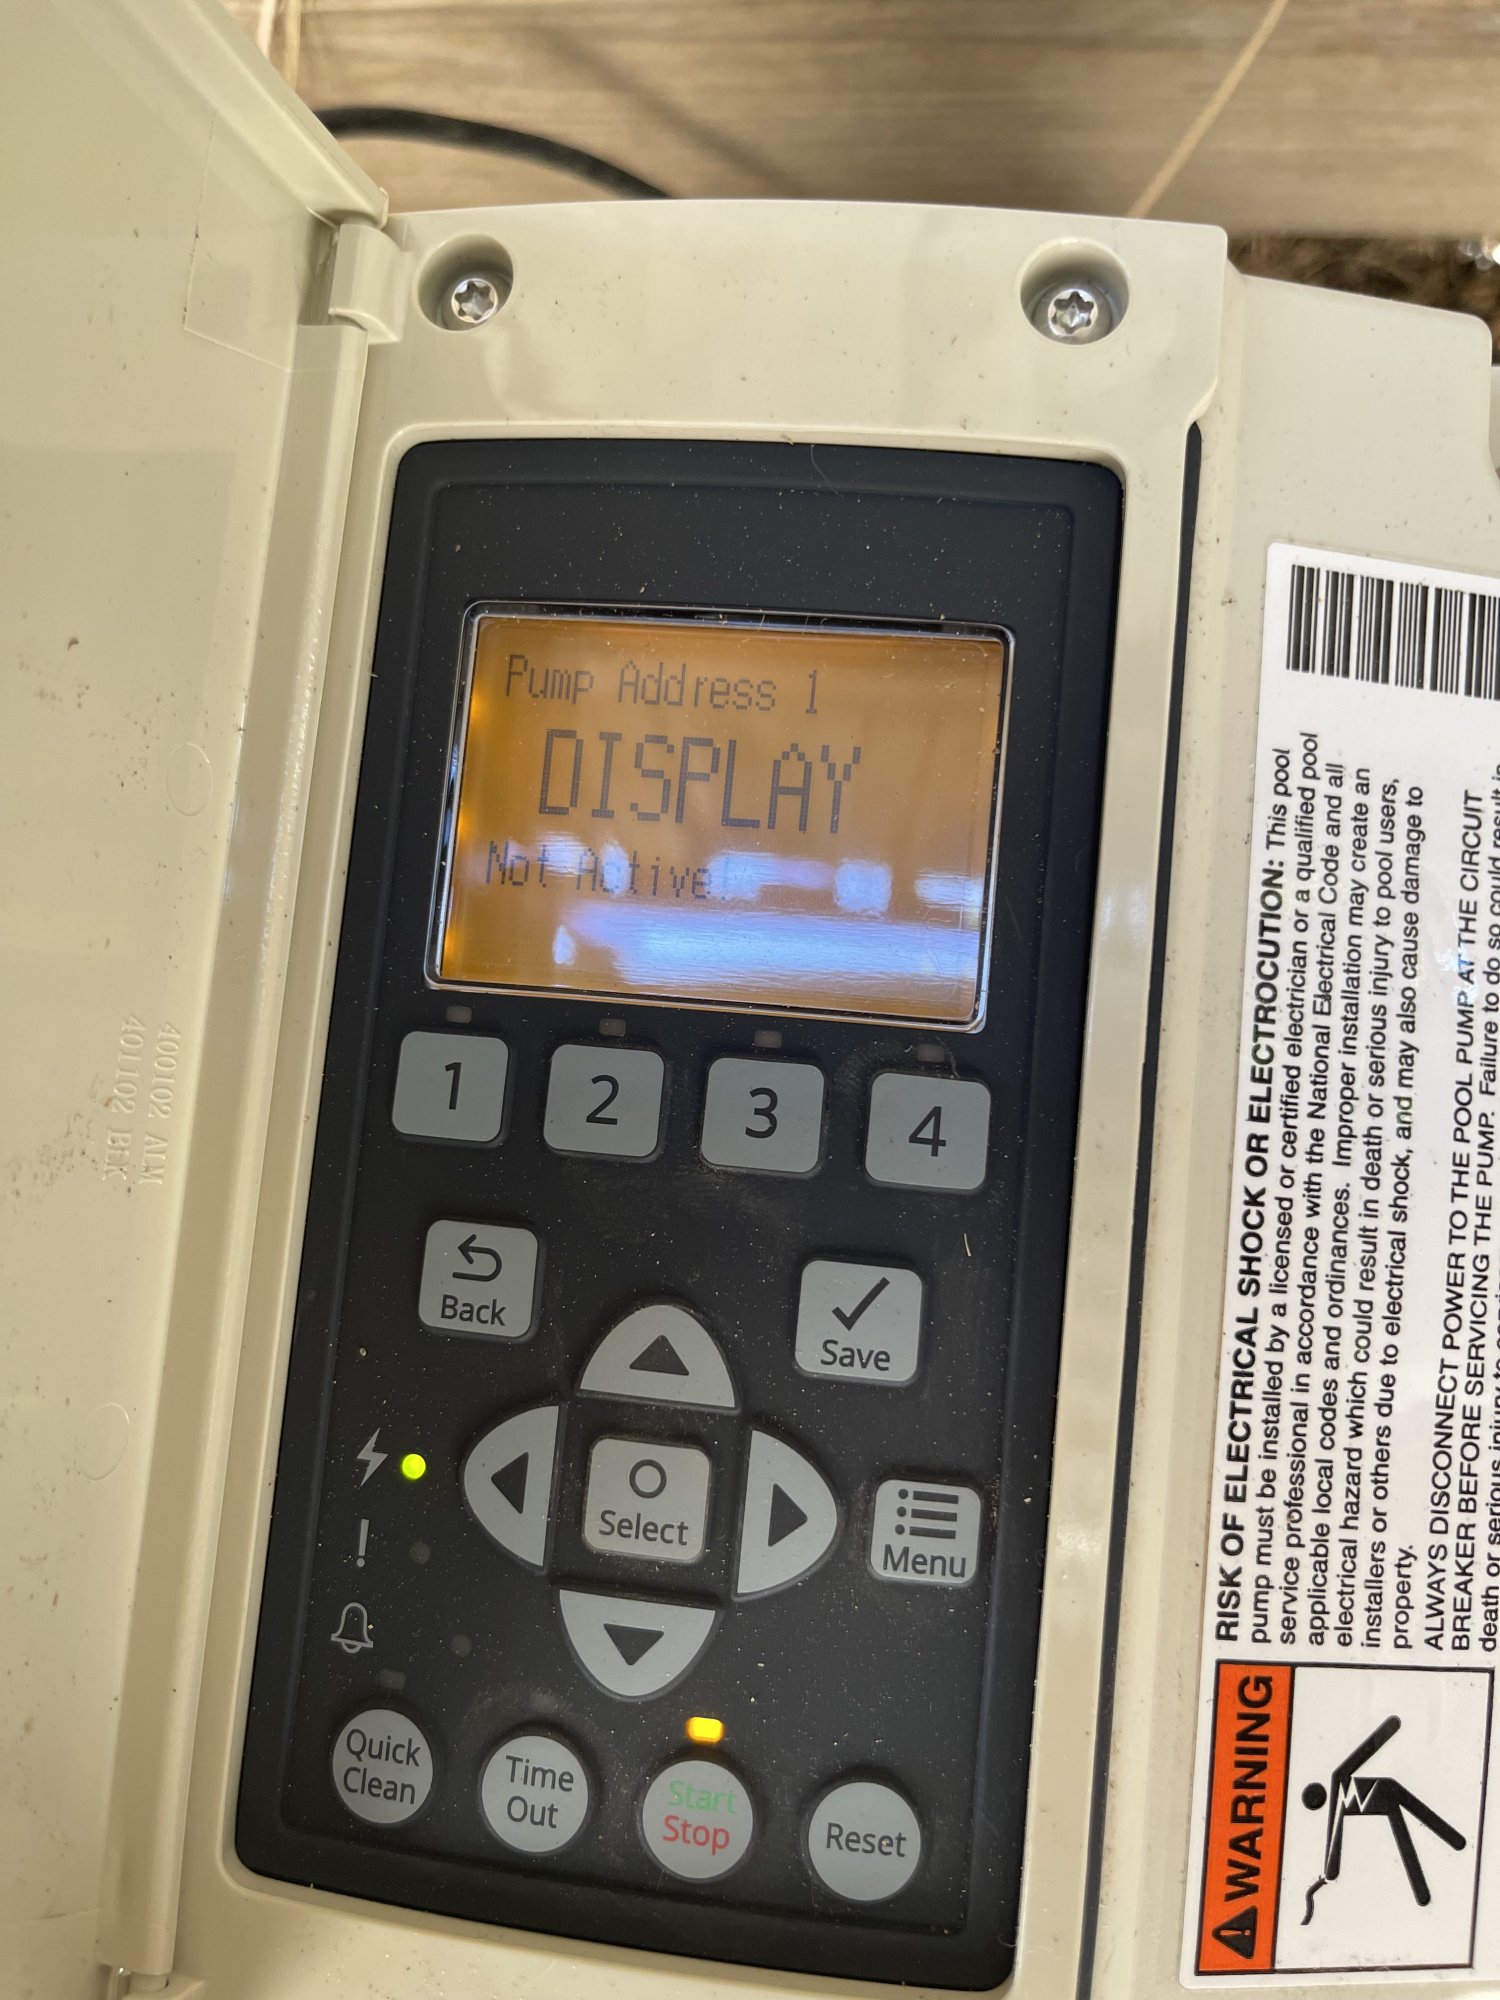 Pump Address 1
DISPLAY
Not Active!
1
2
3
4
Back
Save
Select
Menu
Quick
Clean
Time
Out
Start
Stop
Reset
400102 ALM
401102 BLK
WARNING
RISK OF ELECTRICAL SHOCK OR ELECTROCUTION: This pool
pump must be installed by a licensed or certified electrician or a qualified pool
service professional in accordance with the National Electrical Code and all
applicable local codes and ordinances. Improper installation may create an
electrical hazard which could result in death or serious injury to pool users,
installers or others due to electrical shock, and may also cause damage to
property.
ALWAYS DISCONNECT POWER TO THE POOL PUMP AT THE CIRCUIT
BREAKER BEFORE SERVICING THE PUMP. Failure to do so could result in
death or serious injury to